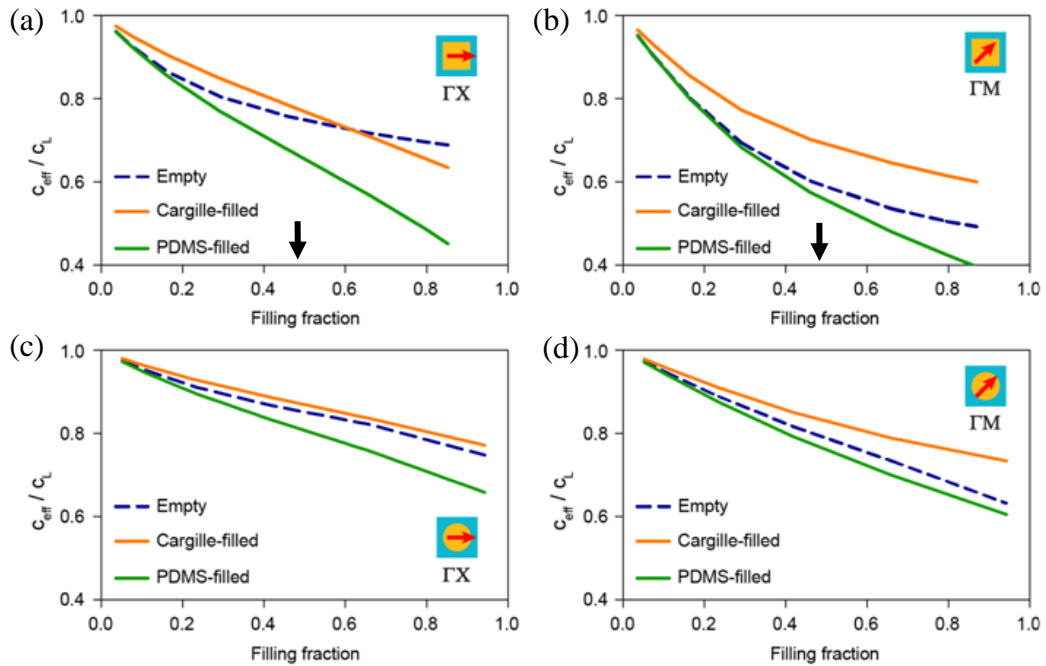 (a)
1.0
0.8
0.6
0.4
c_eff / c_L
ΓX
Empty
Cargille-filled
PDMS-filled
0.0 0.2 0.4 0.6 0.8 1.0
Filling fraction
(b)
1.0
0.8
0.6
0.4
c_eff / c_L
ΓM
Empty
Cargille-filled
PDMS-filled
0.0 0.2 0.4 0.6 0.8 1.0
Filling fraction
(c)
1.0
0.8
0.6
0.4
c_eff / c_L
Empty
Cargille-filled
PDMS-filled
ΓX
0.0 0.2 0.4 0.6 0.8 1.0
Filling fraction
(d)
1.0
0.8
0.6
0.4
c_eff / c_L
ΓM
Empty
Cargille-filled
PDMS-filled
0.0 0.2 0.4 0.6 0.8 1.0
Filling fraction